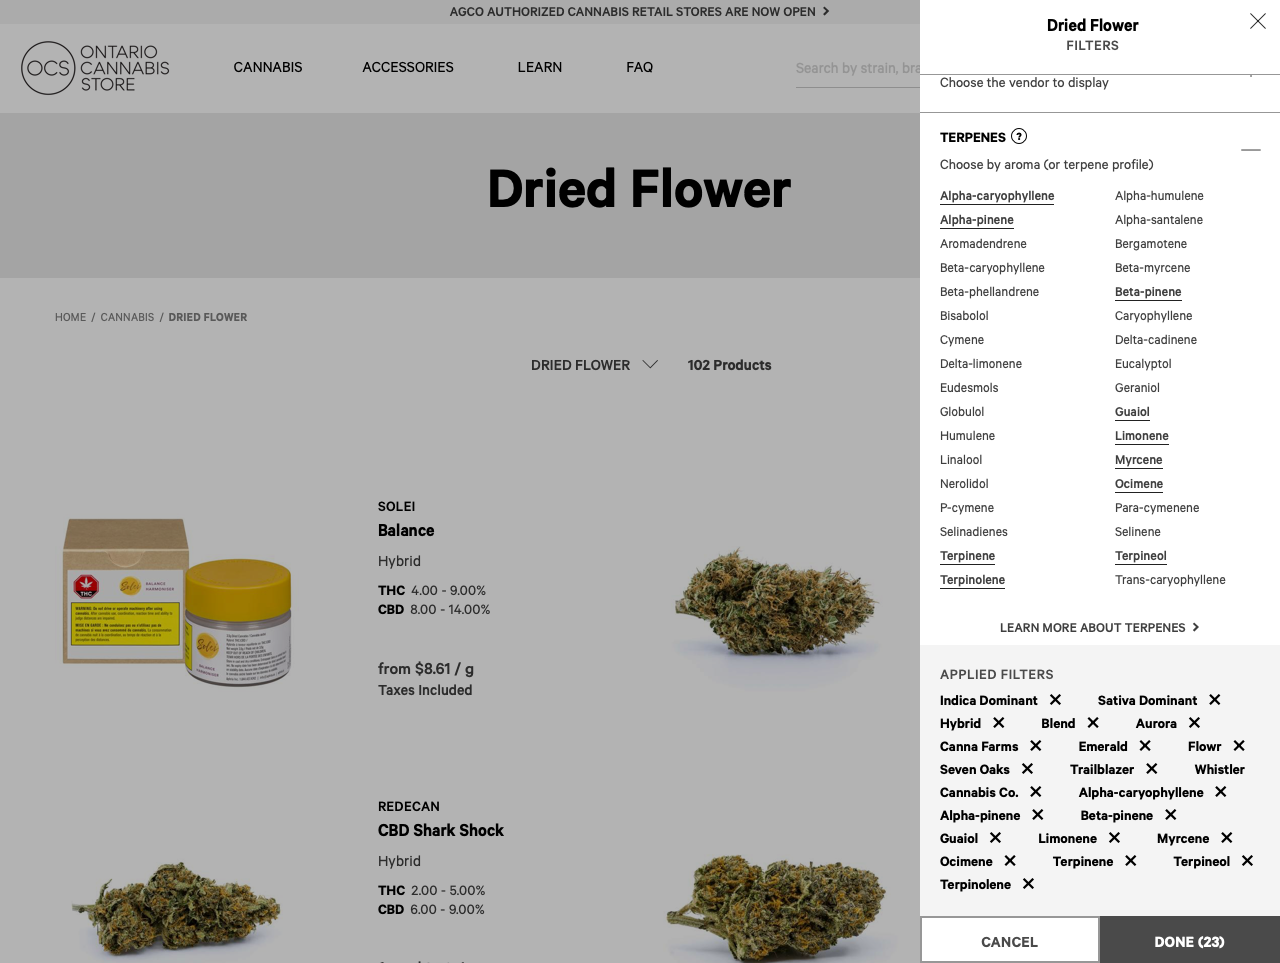 AGCO AUTHORIZED CANNABIS RETAIL STORES ARE NOW OPEN
OCS
ONTARIO
CANNABIS
STORE
CANNABIS
ACCESSORIES
LEARN
FAQ
Search by strain, bra
Dried Flower
HOME / CANNABIS / DRIED FLOWER
DRIED FLOWER
102 Products
SOLEI
Balance
Hybrid
THC 4.00 - 9.00%
CBD 8.00 - 14.00%
from $8.61 / g
Taxes Included
THC
Solei
BALANCE
Solei
BALANCE
REDECAN
CBD Shark Shock
Hybrid
THC 2.00 - 5.00%
CBD 6.00 - 9.00%
Dried Flower
FILTERS
Choose the vendor to display
TERPENES ?
Choose by aroma (or terpene profile)
Alpha-caryophyllene Alpha-humulene
Alpha-pinene Alpha-santalene
Aromadendrene Bergamotene
Beta-caryophyllene Beta-myrcene
Beta-phellandrene Beta-pinene
Bisabolol Caryophyllene
Cymene Delta-cadinene
Delta-limonene Eucalyptol
Eudesmols Geraniol
Globulol Guaiol
Humulene Limonene
Linalool Myrcene
Nerolidol Ocimene
P-cymene Para-cymenene
Selinadienes Selinene
Terpinene Terpineol
Terpinolene Trans-caryophyllene
LEARN MORE ABOUT TERPENES
APPLIED FILTERS
Indica Dominant Sativa Dominant
Hybrid Blend Aurora
Canna Farms Emerald Flowr
Seven Oaks Trailblazer Whistler
Cannabis Co. Alpha-caryophyllene
Alpha-pinene Beta-pinene
Guaiol Limonene Myrcene
Ocimene Terpinene Terpineol
Terpinolene
CANCEL
DONE (23)